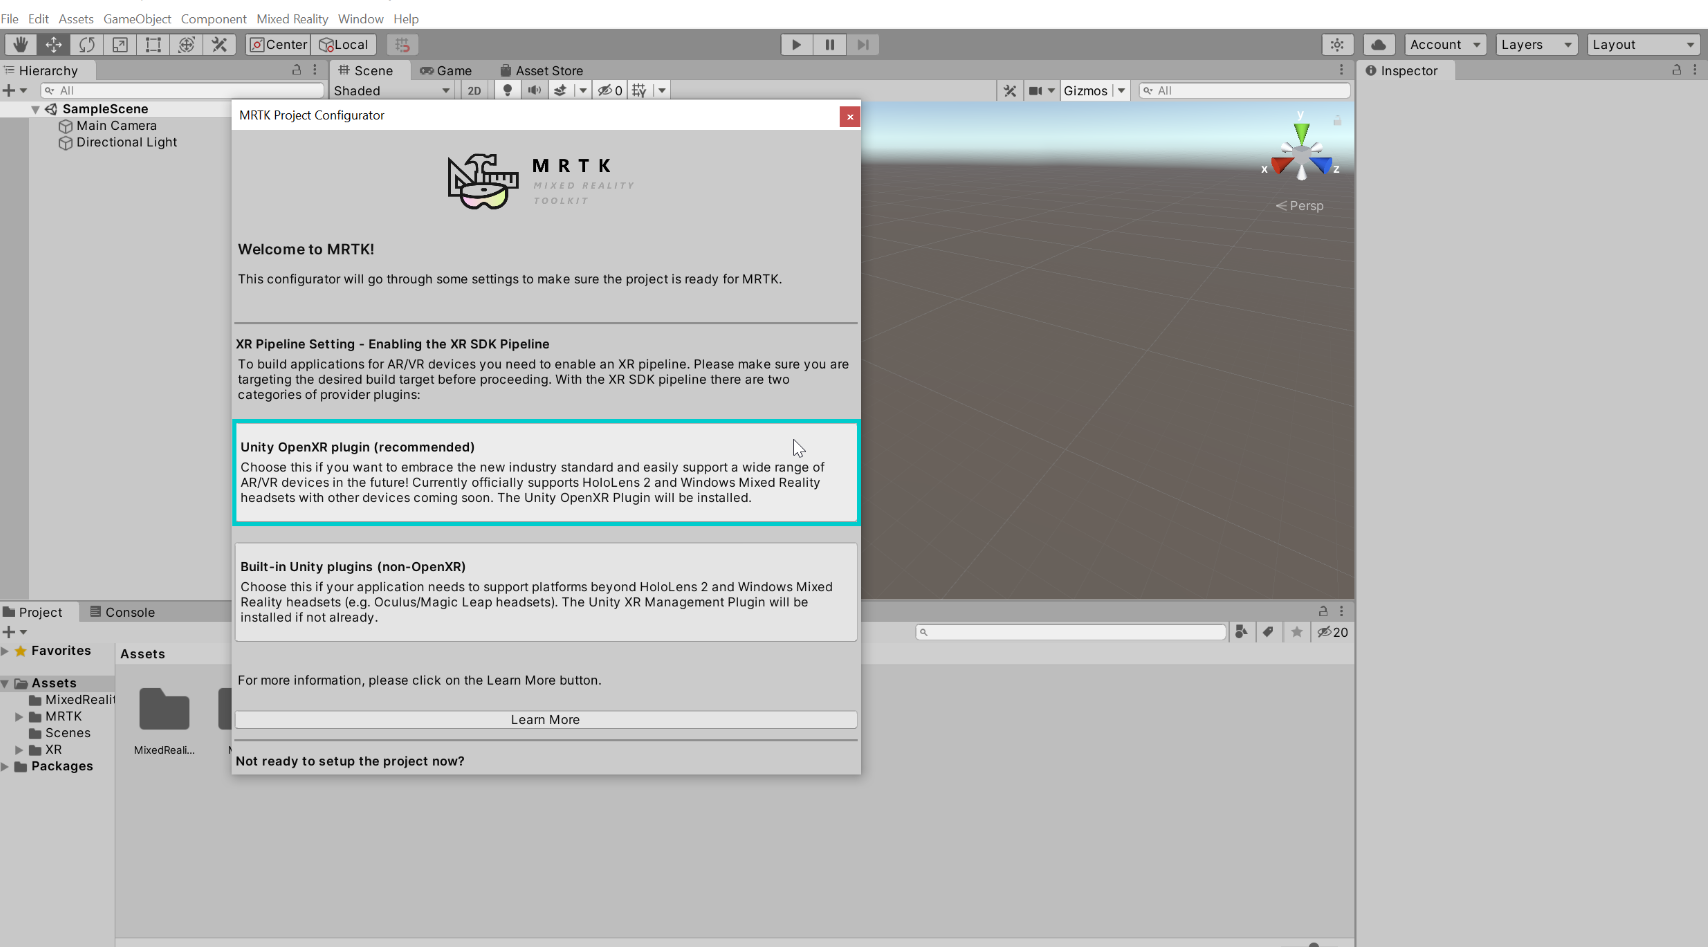 File Edit Assets GameObject Component Mixed Reality Window Help
Center Local Account Layers Layout
Hierarchy Scene Game Asset Store Inspector
All Shaded 2D 0 Gizmos All
SampleScene
Main Camera
Directional Light
y
x z
Persp
MRTK Project Configurator
MRTK
MIXED REALITY
TOOLKIT
Welcome to MRTK!
This configurator will go through some settings to make sure the project is ready for MRTK.
XR Pipeline Setting - Enabling the XR SDK Pipeline
To build applications for AR/VR devices you need to enable an XR pipeline. Please make sure you are
targeting the desired build target before proceeding. With the XR SDK pipeline there are two
categories of provider plugins:
Unity OpenXR plugin (recommended)
Choose this if you want to embrace the new industry standard and easily support a wide range of
AR/VR devices in the future! Currently officially supports HoloLens 2 and Windows Mixed Reality
headsets with other devices coming soon. The Unity OpenXR Plugin will be installed.
Built-in Unity plugins (non-OpenXR)
Choose this if your application needs to support platforms beyond HoloLens 2 and Windows Mixed
Reality headsets (e.g. Oculus/Magic Leap headsets). The Unity XR Management Plugin will be
installed if not already.
For more information, please click on the Learn More button.
Learn More
Not ready to setup the project now?
Project Console
20
Favorites
Assets
MixedRealit
MRTK
Scenes
XR
Packages
Assets
MixedReali...